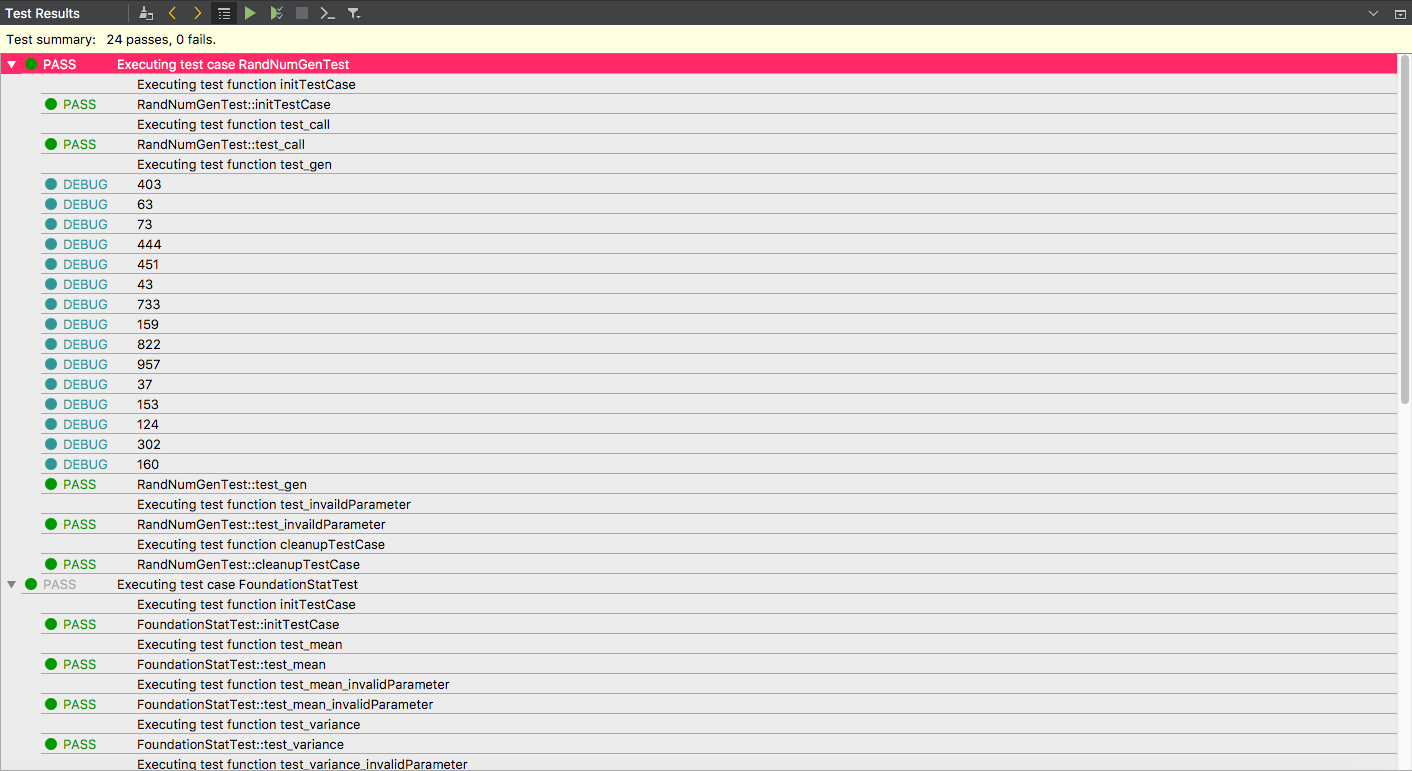 Test Results
Test summary: 24 passes, 0 fails.
PASS Executing test case RandNumGenTest
Executing test function initTestCase
PASS RandNumGenTest::initTestCase
Executing test function test_call
PASS RandNumGenTest::test_call
Executing test function test_gen
DEBUG 403
DEBUG 63
DEBUG 73
DEBUG 444
DEBUG 451
DEBUG 43
DEBUG 733
DEBUG 159
DEBUG 822
DEBUG 957
DEBUG 37
DEBUG 153
DEBUG 124
DEBUG 302
DEBUG 160
PASS RandNumGenTest::test_gen
Executing test function test_invaildParameter
PASS RandNumGenTest::test_invaildParameter
Executing test function cleanupTestCase
PASS RandNumGenTest::cleanupTestCase
PASS Executing test case FoundationStatTest
Executing test function initTestCase
PASS FoundationStatTest::initTestCase
Executing test function test_mean
PASS FoundationStatTest::test_mean
Executing test function test_mean_invalidParameter
PASS FoundationStatTest::test_mean_invalidParameter
Executing test function test_variance
PASS FoundationStatTest::test_variance
Executing test function test_variance_invalidParameter